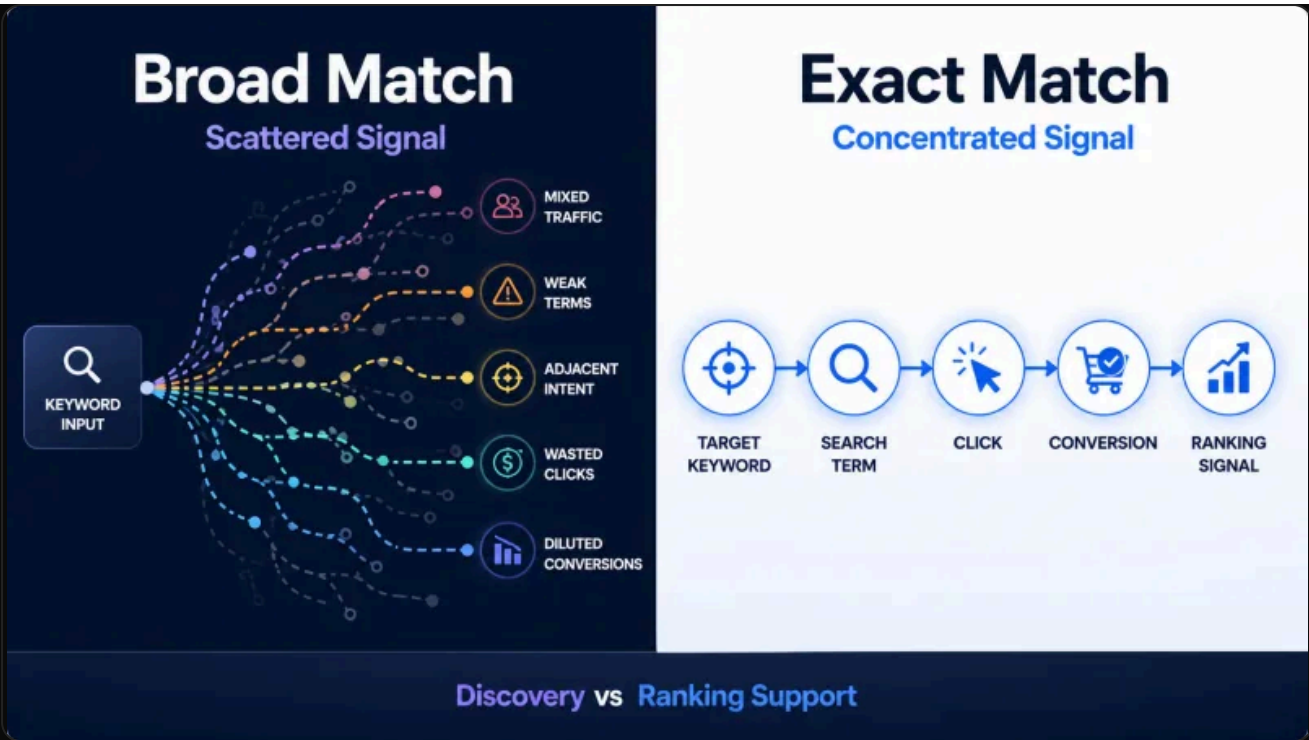 Broad Match
Scattered Signal
KEYWORD
INPUT
MIXED
TRAFFIC
WEAK
TERMS
ADJACENT
INTENT
WASTED
CLICKS
DILUTED
CONVERSIONS
Exact Match
Concentrated Signal
TARGET
KEYWORD
SEARCH
TERM
CLICK
CONVERSION
RANKING
SIGNAL
Discovery vs Ranking Support